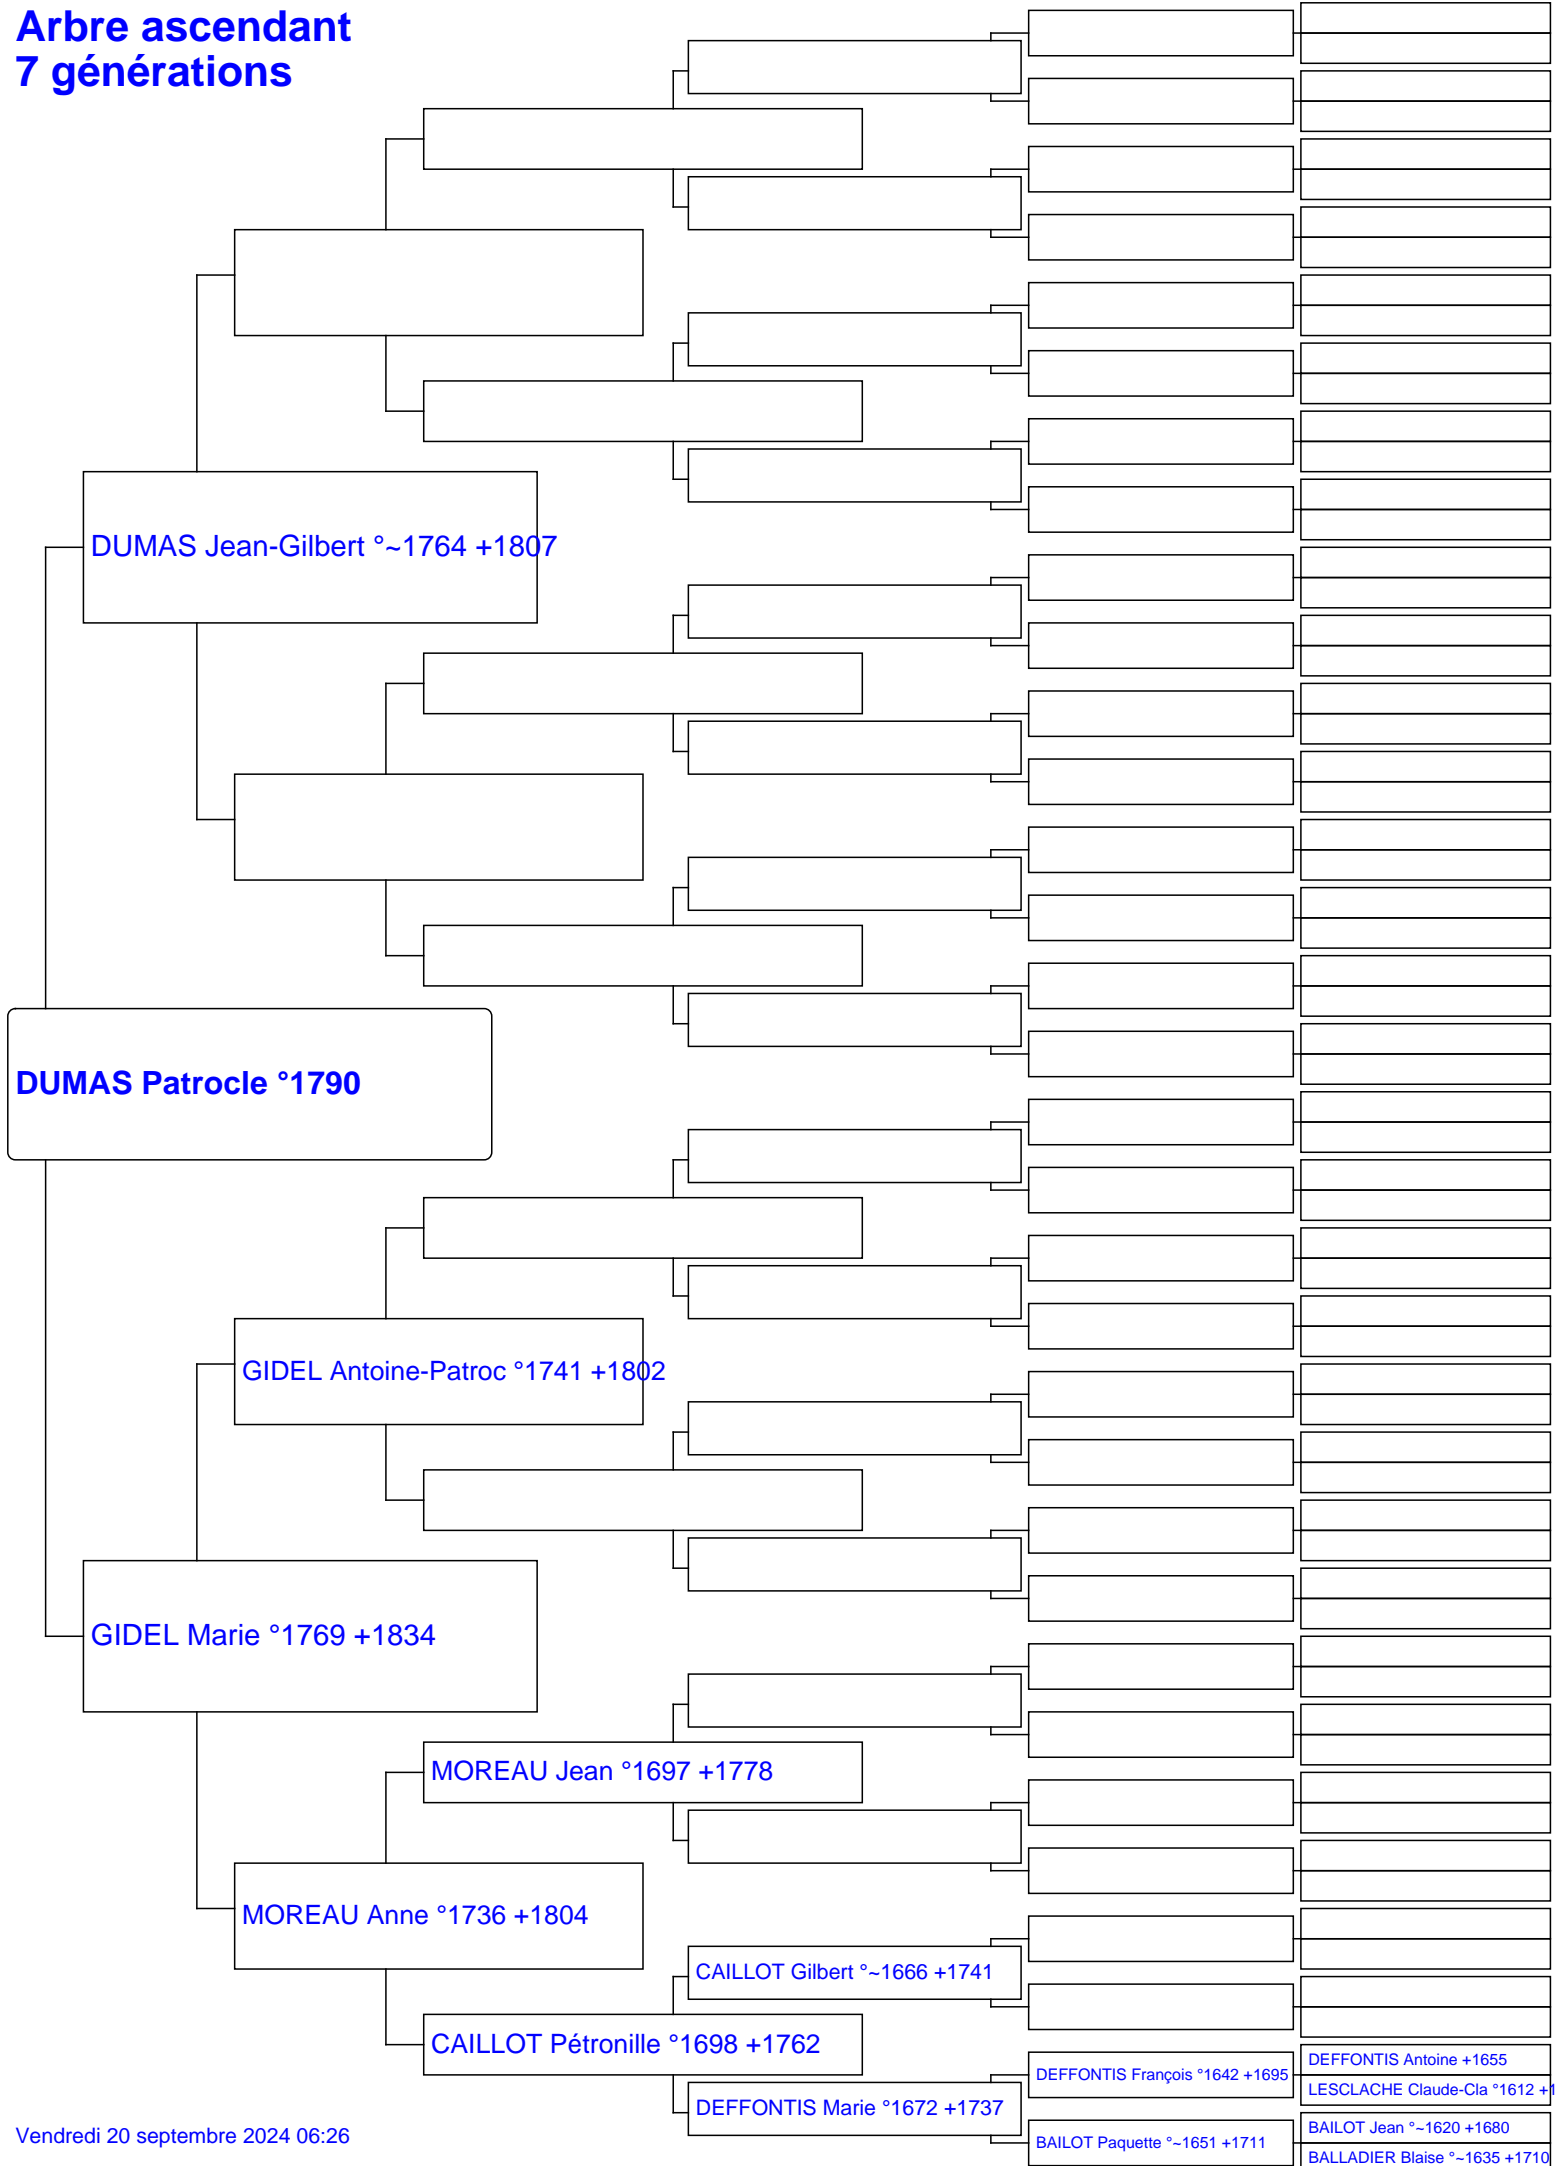 Arbre ascendant
7 générations
DUMAS Jean-Gilbert °~1764 +1807
DUMAS Patrocle °1790
GIDEL Antoine-Patroc °1741 +1802
GIDEL Marie °1769 +1834
MOREAU Jean °1697 +1778
MOREAU Anne °1736 +1804
CAILLOT Gilbert °~1666 +1741
CAILLOT Pétronille °1698 +1762
DEFFONTIS François °1642 +1695
DEFFONTIS Antoine +1655
LESCLACHE Claude-Cla °1612 +1
DEFFONTIS Marie °1672 +1737
BAILOT Paquette °~1651 +1711
BAILOT Jean °~1620 +1680
BALLADIER Blaise °~1635 +1710
Vendredi 20 septembre 2024 06:26